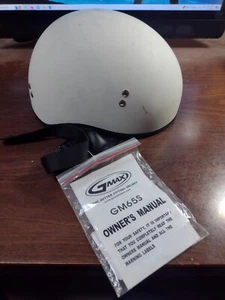 GMAX
GM65S
OWNER'S MANUAL
FOR YOUR SAFETY, IT IS IMPORTANT
THAT YOU COMPLETELY READ THE
OWNERS MANUAL AND ALL THE
WARNING LABELS